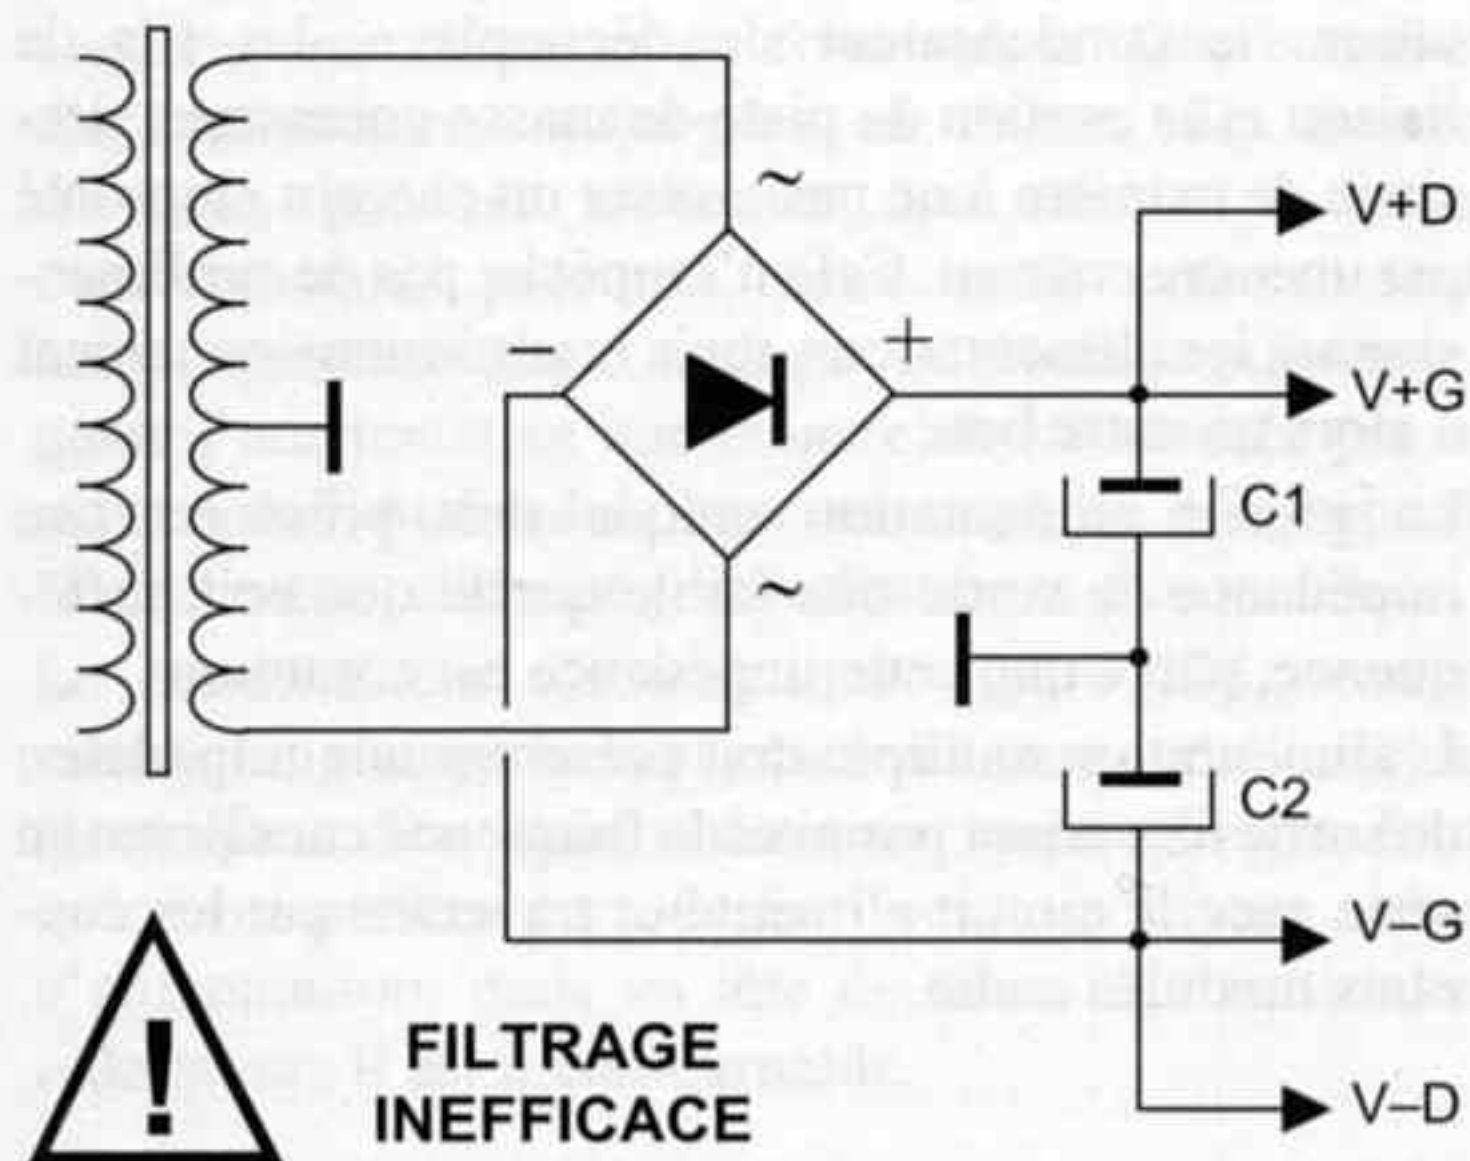 ~
V+D
–
+
V+G
C1
~
C2
V–G
!
FILTRAGE
INEFFICACE
V–D